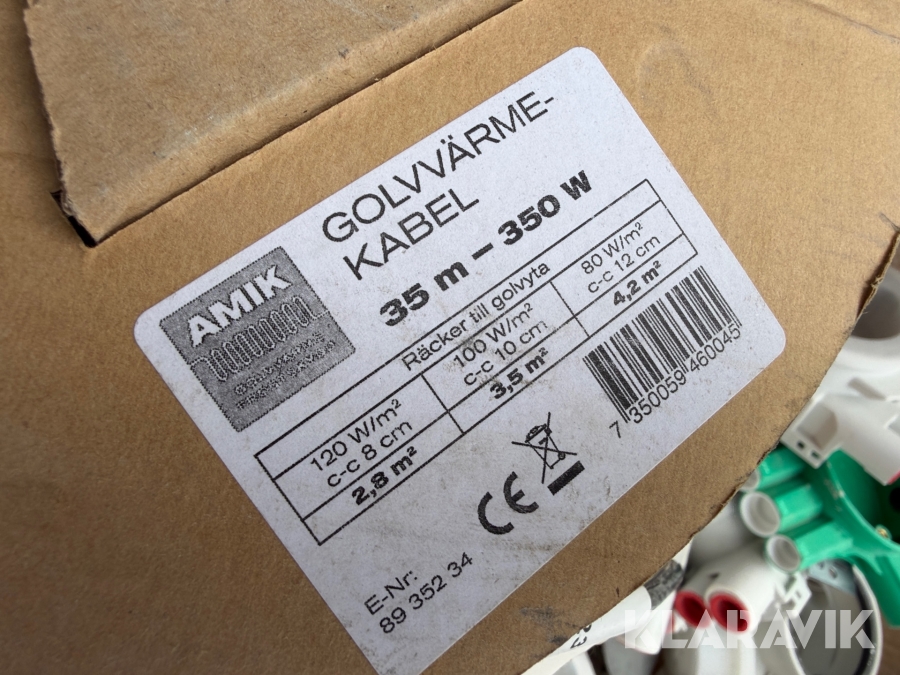 GOLVVÄRME-
KABEL
35 m – 350 W
AMIK
Räcker till golvyta
120 W/m²
c-c 8 cm
2,8 m²
100 W/m²
c-c 10 cm
3,5 m²
80 W/m²
c-c 12 cm
4,2 m²
7 350059 460045
CE
E-Nr:
89 352 34
KLARAVIK